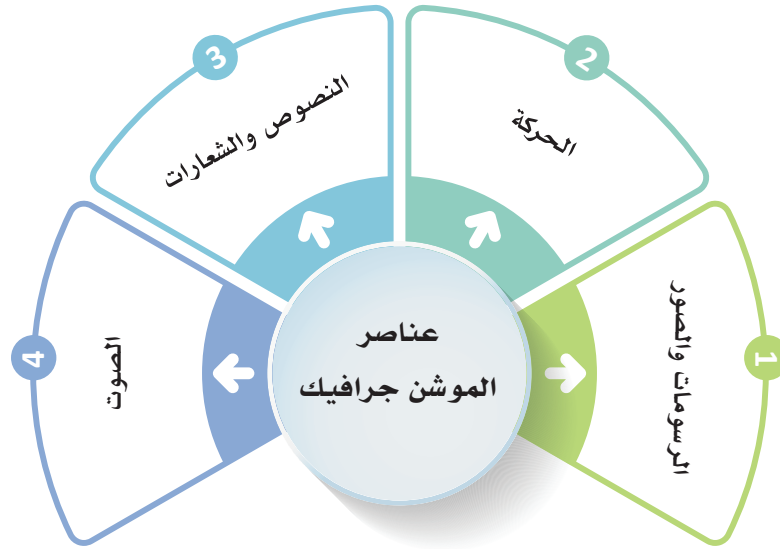 عناصر
الموشن جرافيك
1
الرسومات والصور
2
الحركة
3
النصوص والشعارات
4
الصوت